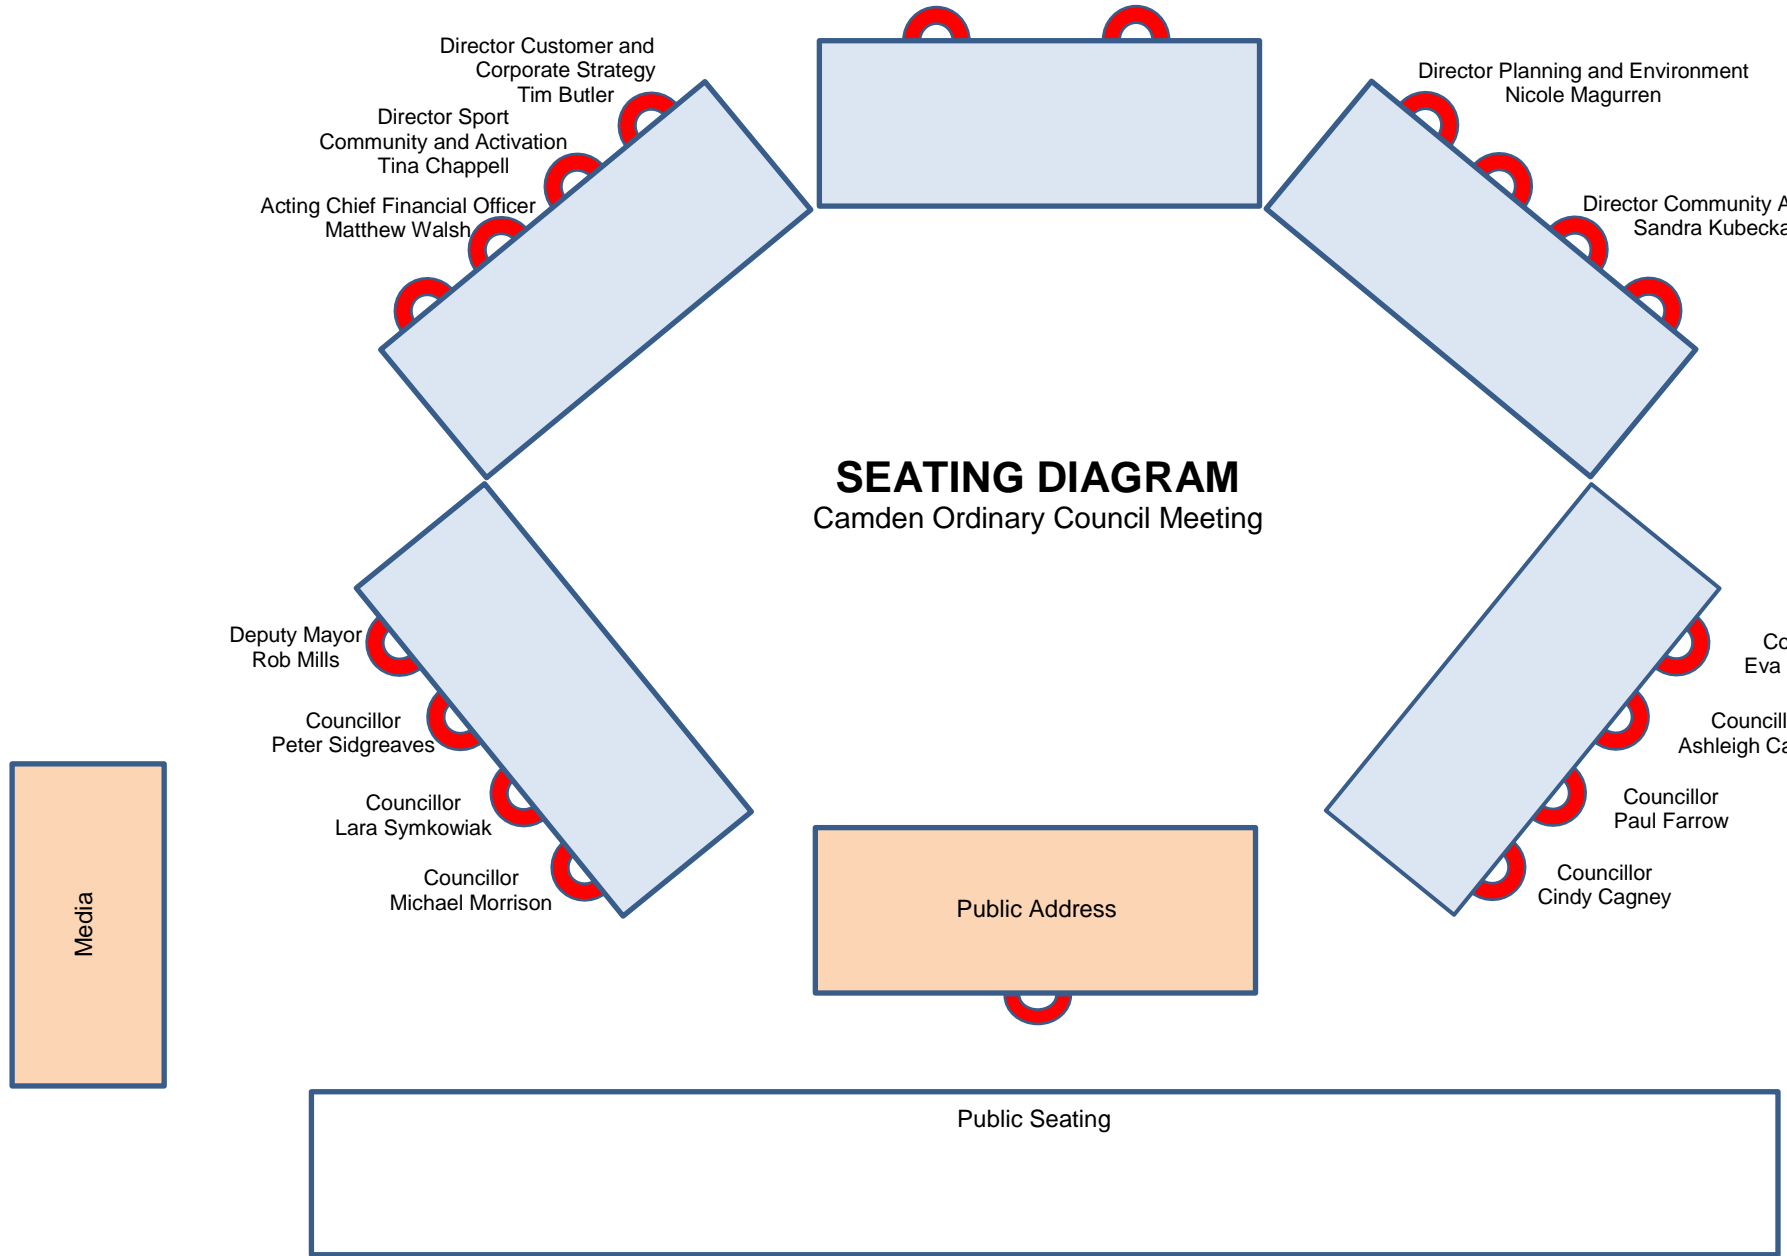 Director Customer and
Corporate Strategy
Tim Butler
Director Sport
Community and Activation
Tina Chappell
Acting Chief Financial Officer
Matthew Walsh
Director Planning and Environment
Nicole Magurren
Director Community
Sandra Kubecka
SEATING DIAGRAM
Camden Ordinary Council Meeting
Deputy Mayor
Rob Mills
Councillor
Peter Sidgreaves
Councillor
Lara Symkowiak
Councillor
Michael Morrison
Eva
Ashleigh
Councillor
Paul Farrow
Councillor
Cindy Cagney
Media
Public Address
Public Seating